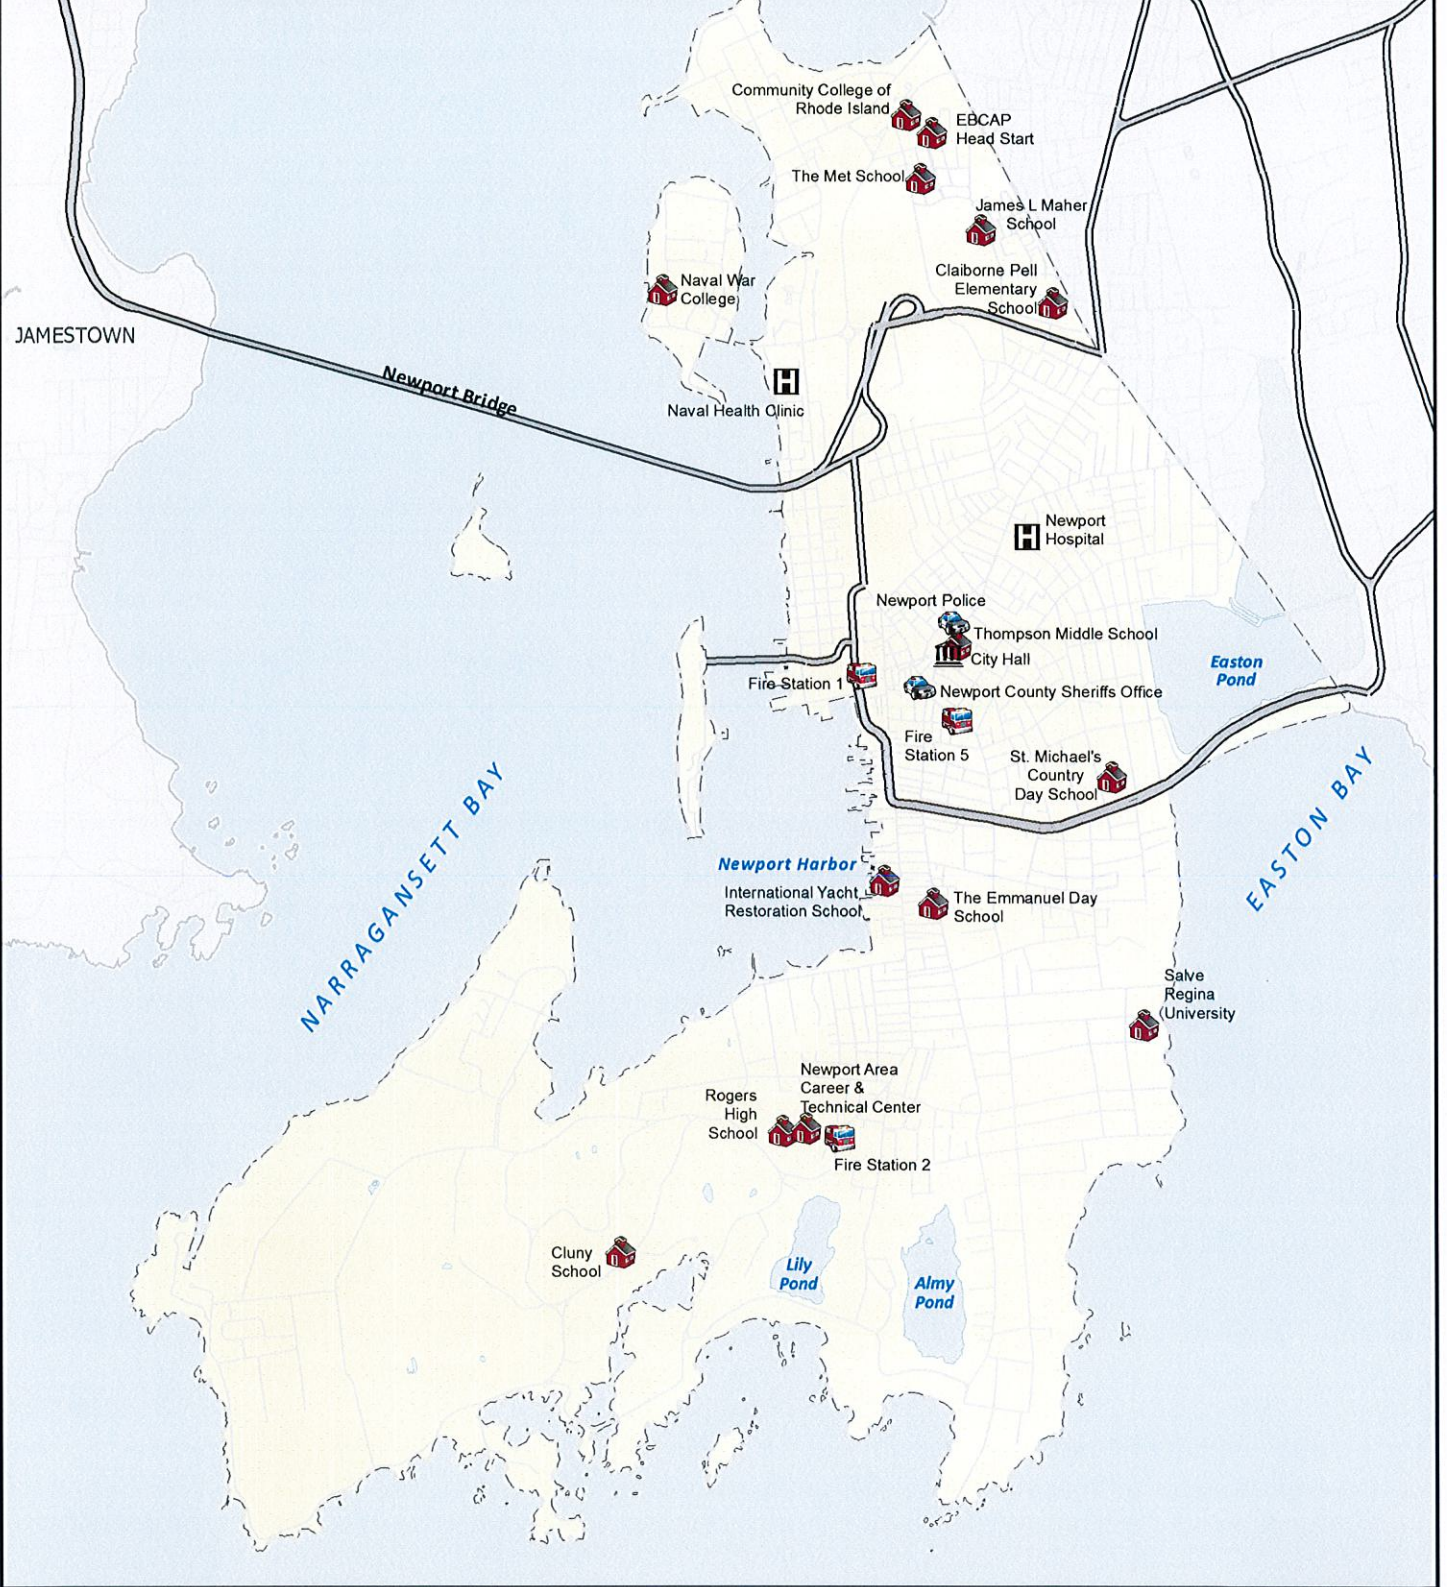 Community College of
Rhode Island
EBCAP
Head Start
The Met School
James L Maher
School
Claiborne Pell
Elementary
School
Naval War
College
JAMESTOWN
Newport Bridge
Naval Health Clinic
H
H
Newport
Hospital
Newport Police
Thompson Middle School
City Hall
Easton
Pond
Fire Station 1
Newport County Sheriffs Office
Fire
Station 5
St. Michael's
Country
Day School
NARRAGANSETT BAY
EASTON BAY
Newport Harbor
International Yacht
Restoration School
The Emmanuel Day
School
Salve
Regina
University
Newport Area
Career &
Technical Center
Rogers
High
School
Fire Station 2
Cluny
School
Lily
Pond
Almy
Pond